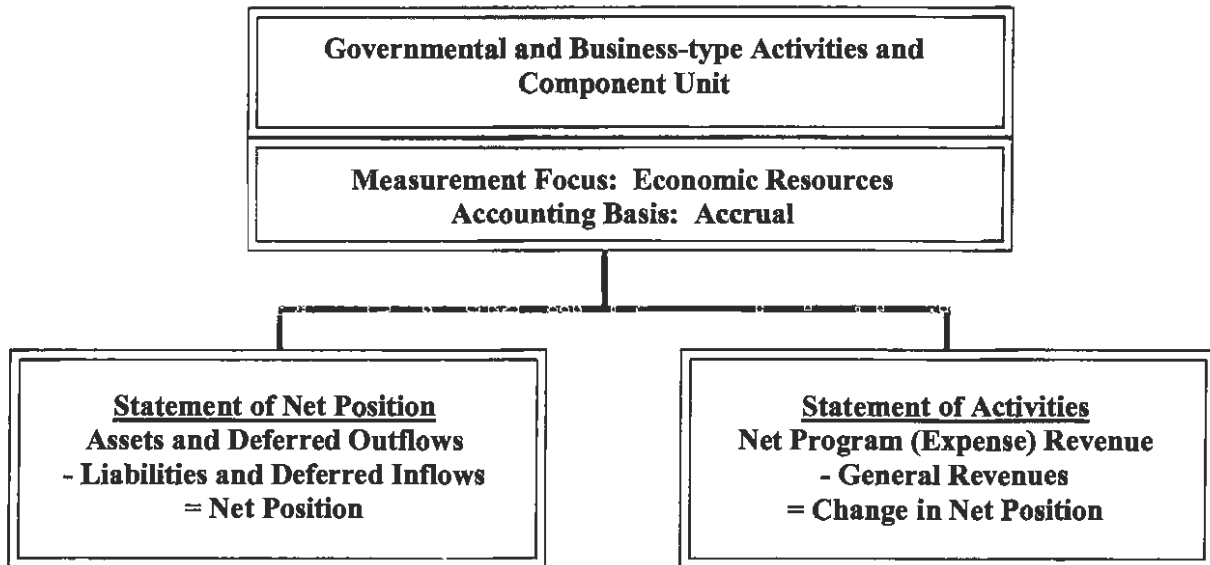 Governmental and Business-type Activities and
Component Unit
Measurement Focus: Economic Resources
Accounting Basis: Accrual
Statement of Net Position
Assets and Deferred Outflows
- Liabilities and Deferred Inflows
= Net Position
Statement of Activities
Net Program (Expense) Revenue
- General Revenues
= Change in Net Position